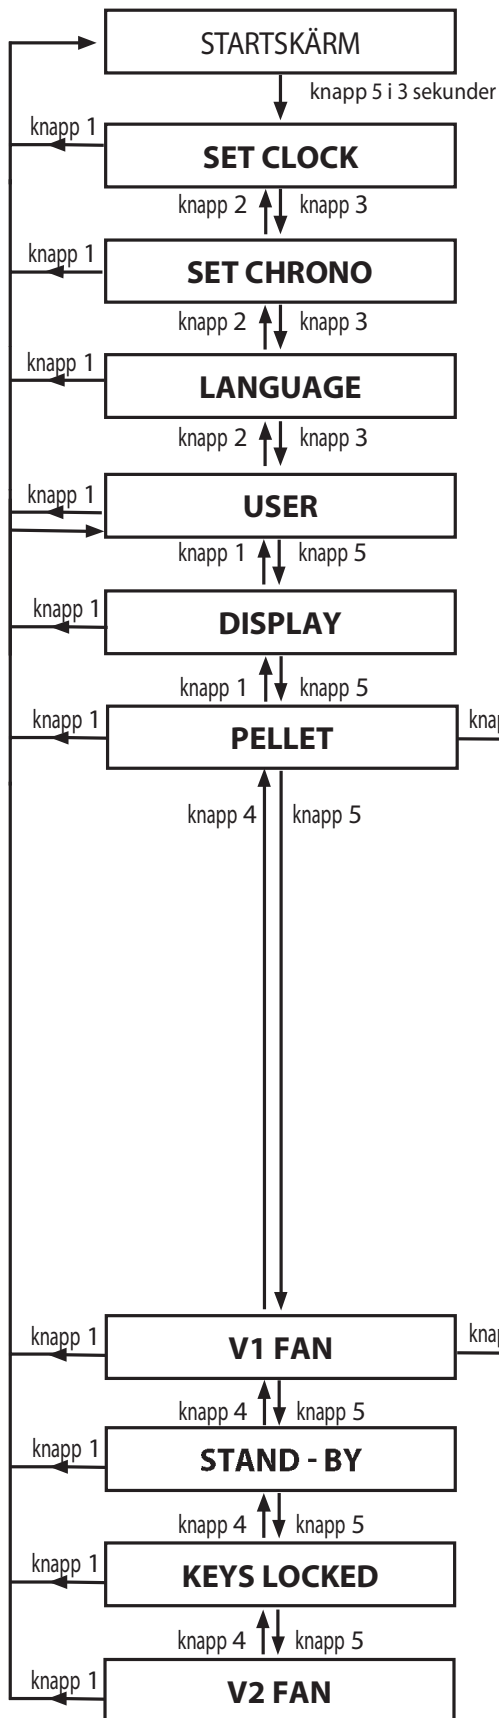 STARTSKÄRM
knapp 5 i 3 sekunder
knapp 1
SET CLOCK
knapp 2 knapp 3
knapp 1
SET CHRONO
knapp 2 knapp 3
knapp 1
LANGUAGE
knapp 2 knapp 3
knapp 1
USER
knapp 1 knapp 5
knapp 1
DISPLAY
knapp 1 knapp 5
knapp 1
PELLET
knapp 4 knapp 5
knapp 1
V1 FAN
knapp 4 knapp 5
knapp 1
STAND - BY
knapp 4 knapp 5
knapp 1
KEYS LOCKED
knapp 4 knapp 5
knapp 1
V2 FAN